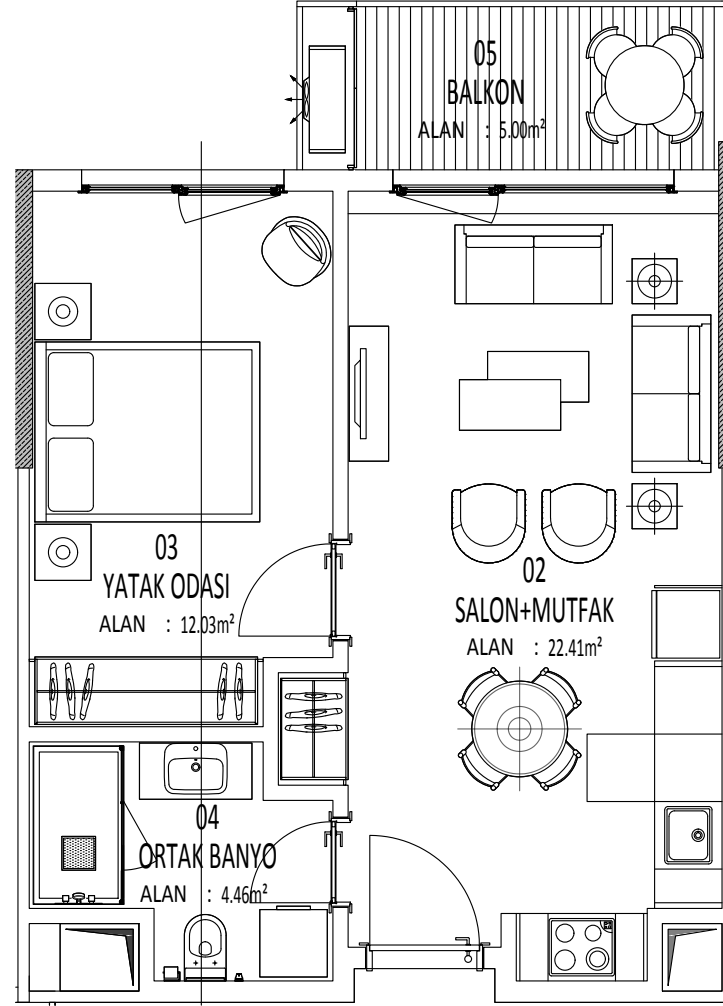 05
BALKON
ALAN : 5.00m²
03
YATAK ODASI
ALAN : 12.03m²
02
SALON+MUTFAK
ALAN : 22.41m²
04
ORTAK BANYO
ALAN : 4.46m²